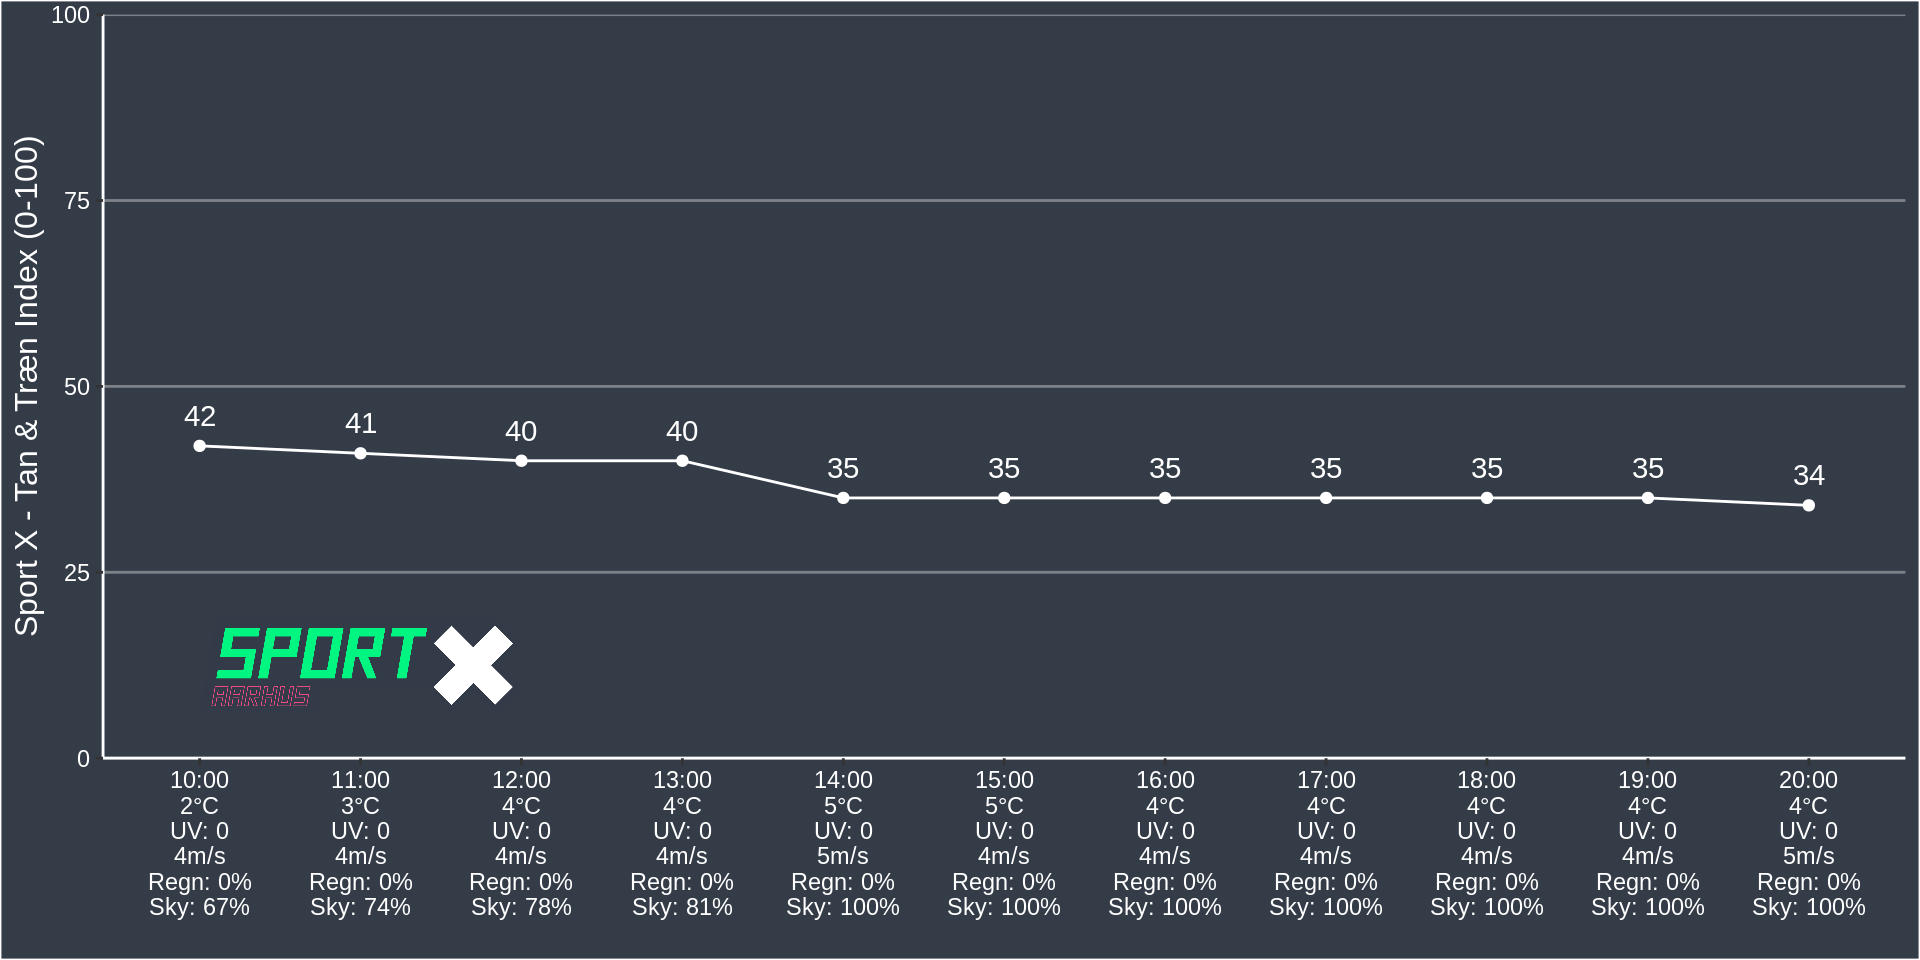 Sport X - Tan & Træn Index (0-100)
100
75
50
25
0
42
41
40
40
35
35
35
35
35
35
34
SPORT X
AARHUS
10:00
2°C
UV: 0
4m/s
Regn: 0%
Sky: 67%
11:00
3°C
UV: 0
4m/s
Regn: 0%
Sky: 74%
12:00
4°C
UV: 0
4m/s
Regn: 0%
Sky: 78%
13:00
4°C
UV: 0
4m/s
Regn: 0%
Sky: 81%
14:00
5°C
UV: 0
5m/s
Regn: 0%
Sky: 100%
15:00
5°C
UV: 0
4m/s
Regn: 0%
Sky: 100%
16:00
4°C
UV: 0
4m/s
Regn: 0%
Sky: 100%
17:00
4°C
UV: 0
4m/s
Regn: 0%
Sky: 100%
18:00
4°C
UV: 0
4m/s
Regn: 0%
Sky: 100%
19:00
4°C
UV: 0
4m/s
Regn: 0%
Sky: 100%
20:00
4°C
UV: 0
5m/s
Regn: 0%
Sky: 100%